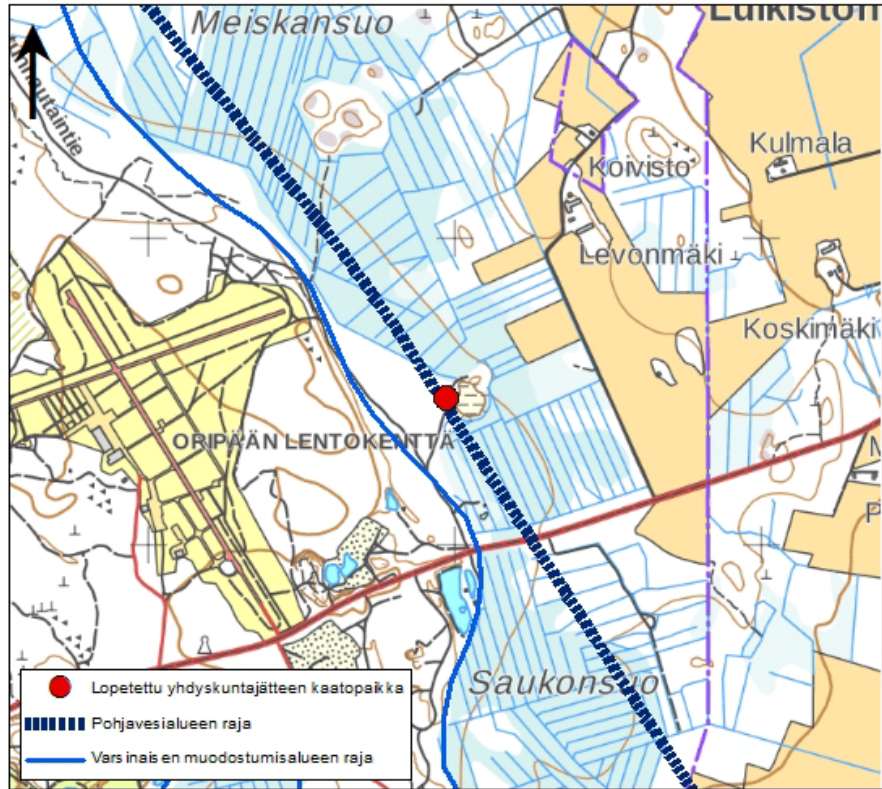 Meiskansuo
Koivisto
Kulmala
Levonmäki
Koskimäki
ORIPÄÄN LENTOKENTTÄ
Saukonsuo
Lopetettu yhdyskuntajätteen kaatopaikka
Pohjavesialueen raja
Varsinaisen muodostumisalueen raja